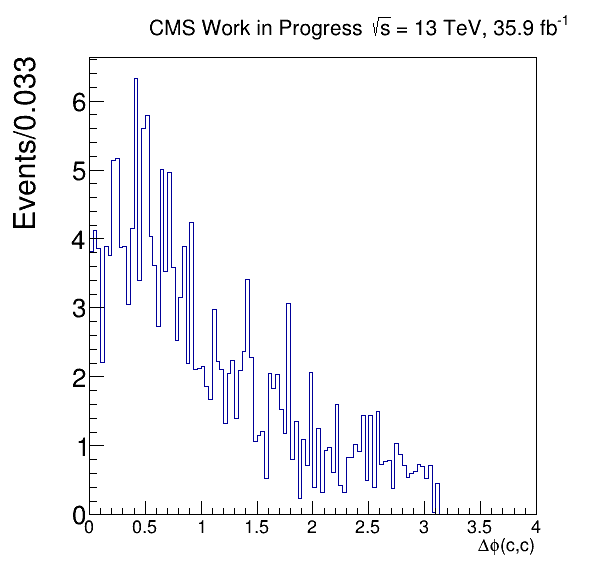 CMS Work in Progress √s = 13 TeV, 35.9 fb⁻¹
Events/0.033
6
5
4
3
2
1
0
0 0.5 1 1.5 2 2.5 3 3.5 4
Δϕ(c,c)